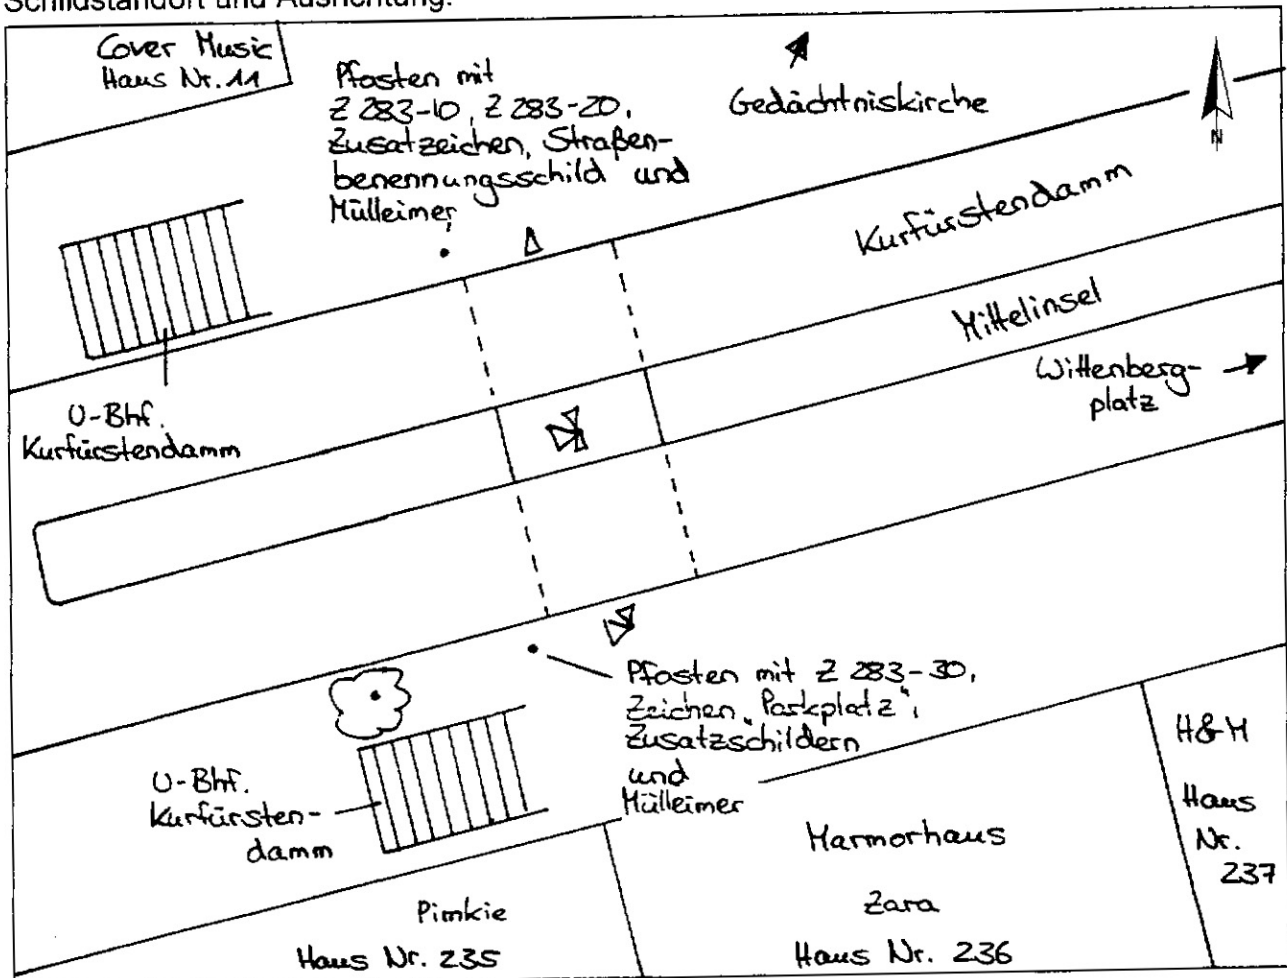 Schildstandort und Ausrichtung:
Cover Music
Haus Nr. 11
Pfosten mit
Z 283-10, Z 283-20,
Zusatzeichen, Straßen-
benennungsschild und
Mülleimer
Gedächtniskirche
N
Kurfürstendamm
Mittelinsel
Wittenberg-
platz
U-Bhf.
Kurfürstendamm
Pfosten mit Z 283-30,
Zeichen „Parkplatz",
Zusatzschildern
und
Mülleimer
U-Bhf.
Kurfürsten-
damm
H&M
Haus
Nr.
237
Marmorhaus
Zara
Haus Nr. 236
Pimkie
Haus Nr. 235